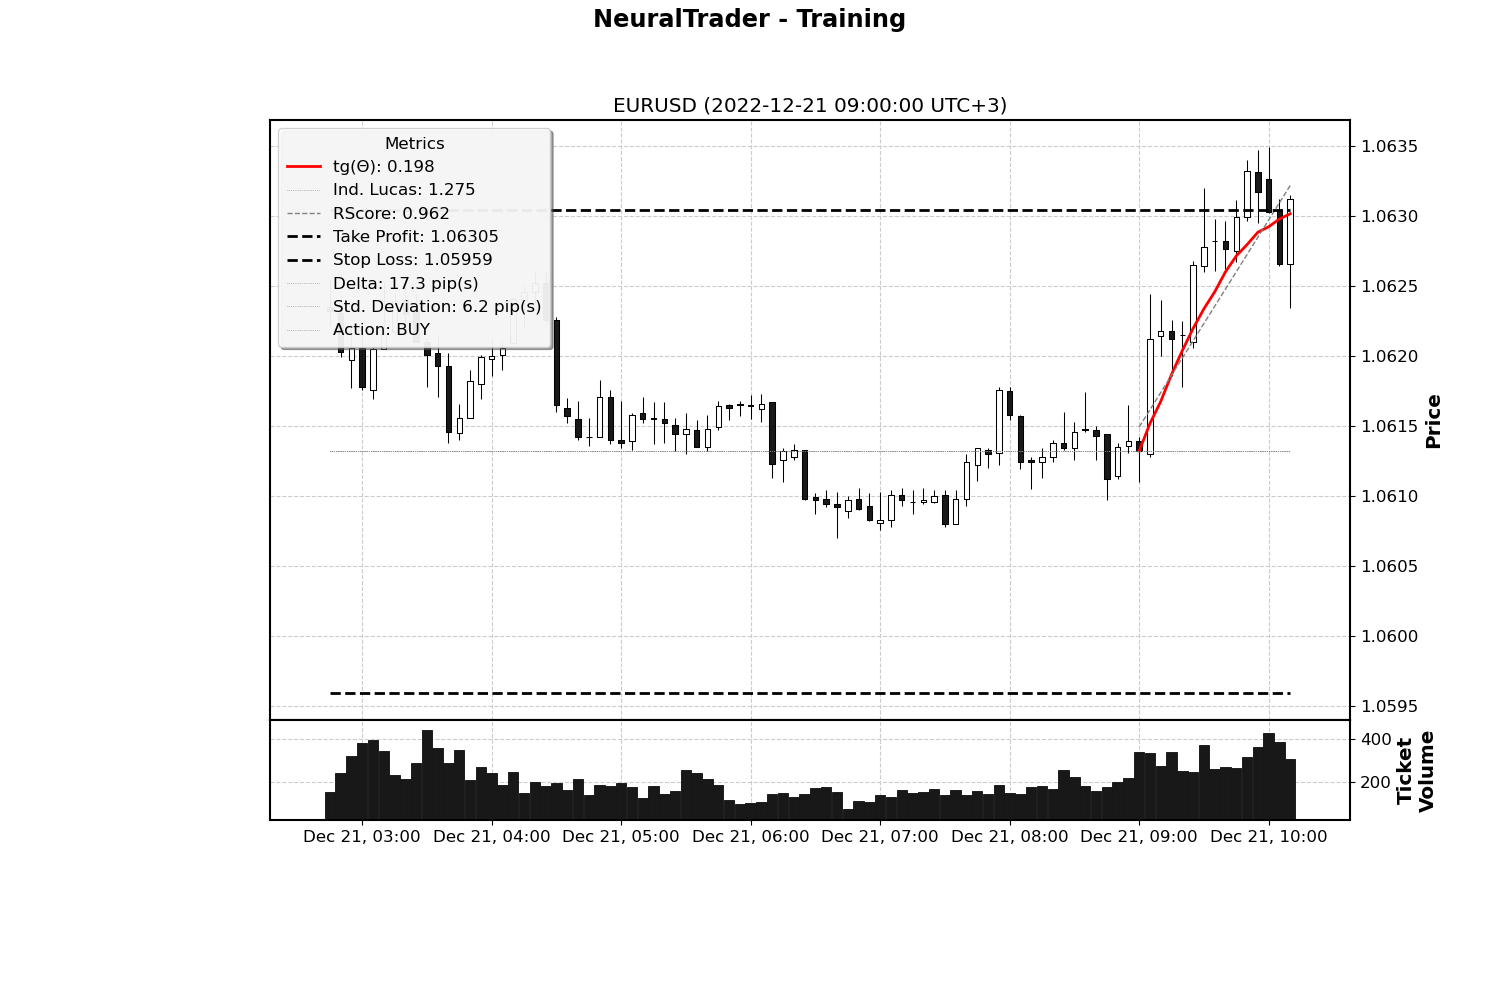 NeuralTrader - Training
EURUSD (2022-12-21 09:00:00 UTC+3)
Metrics
tg(Θ): 0.198
Ind. Lucas: 1.275
RScore: 0.962
Take Profit: 1.06305
Stop Loss: 1.05959
Delta: 17.3 pip(s)
Std. Deviation: 6.2 pip(s)
Action: BUY
1.0635
1.0630
1.0625
1.0620
1.0615
1.0610
1.0605
1.0600
1.0595
Price
400
200
Ticket
Volume
Dec 21, 03:00 Dec 21, 04:00 Dec 21, 05:00 Dec 21, 06:00 Dec 21, 07:00 Dec 21, 08:00 Dec 21, 09:00 Dec 21, 10:00